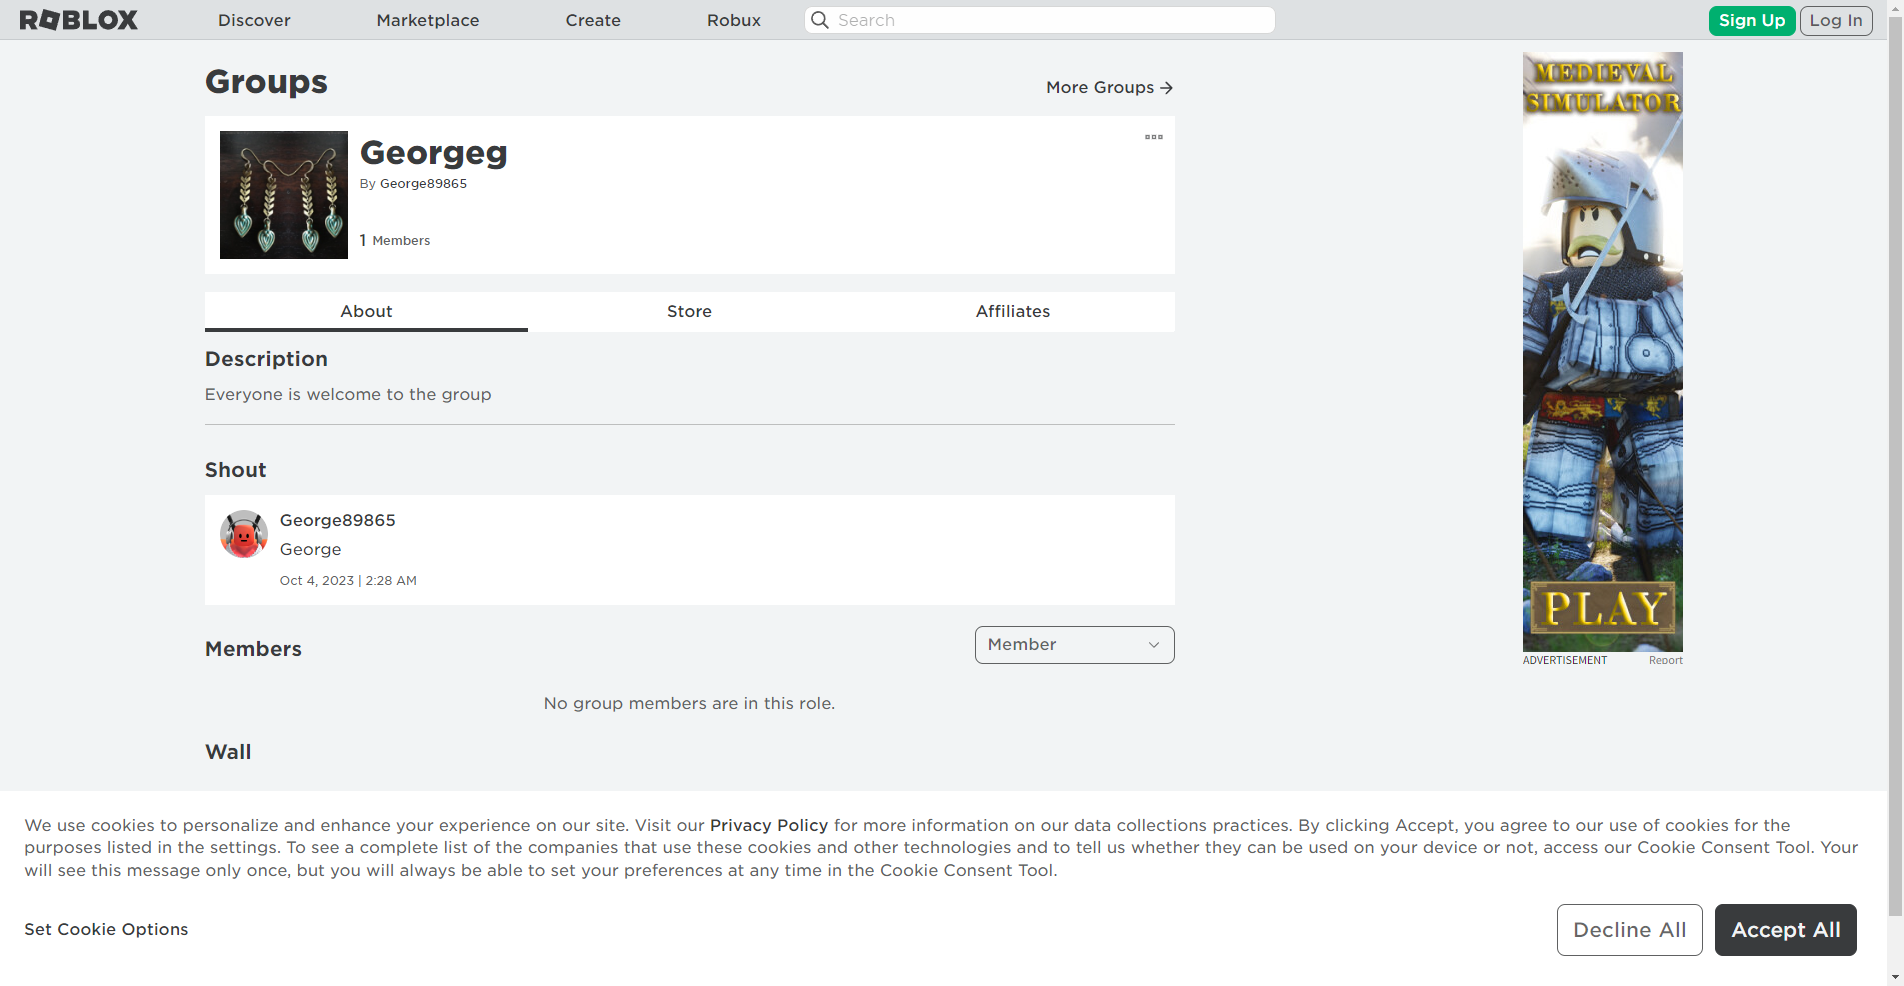 ROBLOX
Discover
Marketplace
Create
Robux
Search
Sign Up
Log In
Groups
More Groups
Georgeg
By George89865
1 Members
About
Store
Affiliates
Description
Everyone is welcome to the group
Shout
George89865
George
Oct 4, 2023 | 2:28 AM
Members
Member
No group members are in this role.
Wall
MEDIEVAL
SIMULATOR
PLAY
ADVERTISEMENT
Report
We use cookies to personalize and enhance your experience on our site. Visit our Privacy Policy for more information on our data collections practices. By clicking Accept, you agree to our use of cookies for the
purposes listed in the settings. To see a complete list of the companies that use these cookies and other technologies and to tell us whether they can be used on your device or not, access our Cookie Consent Tool. Your
will see this message only once, but you will always be able to set your preferences at any time in the Cookie Consent Tool.
Set Cookie Options
Decline All
Accept All